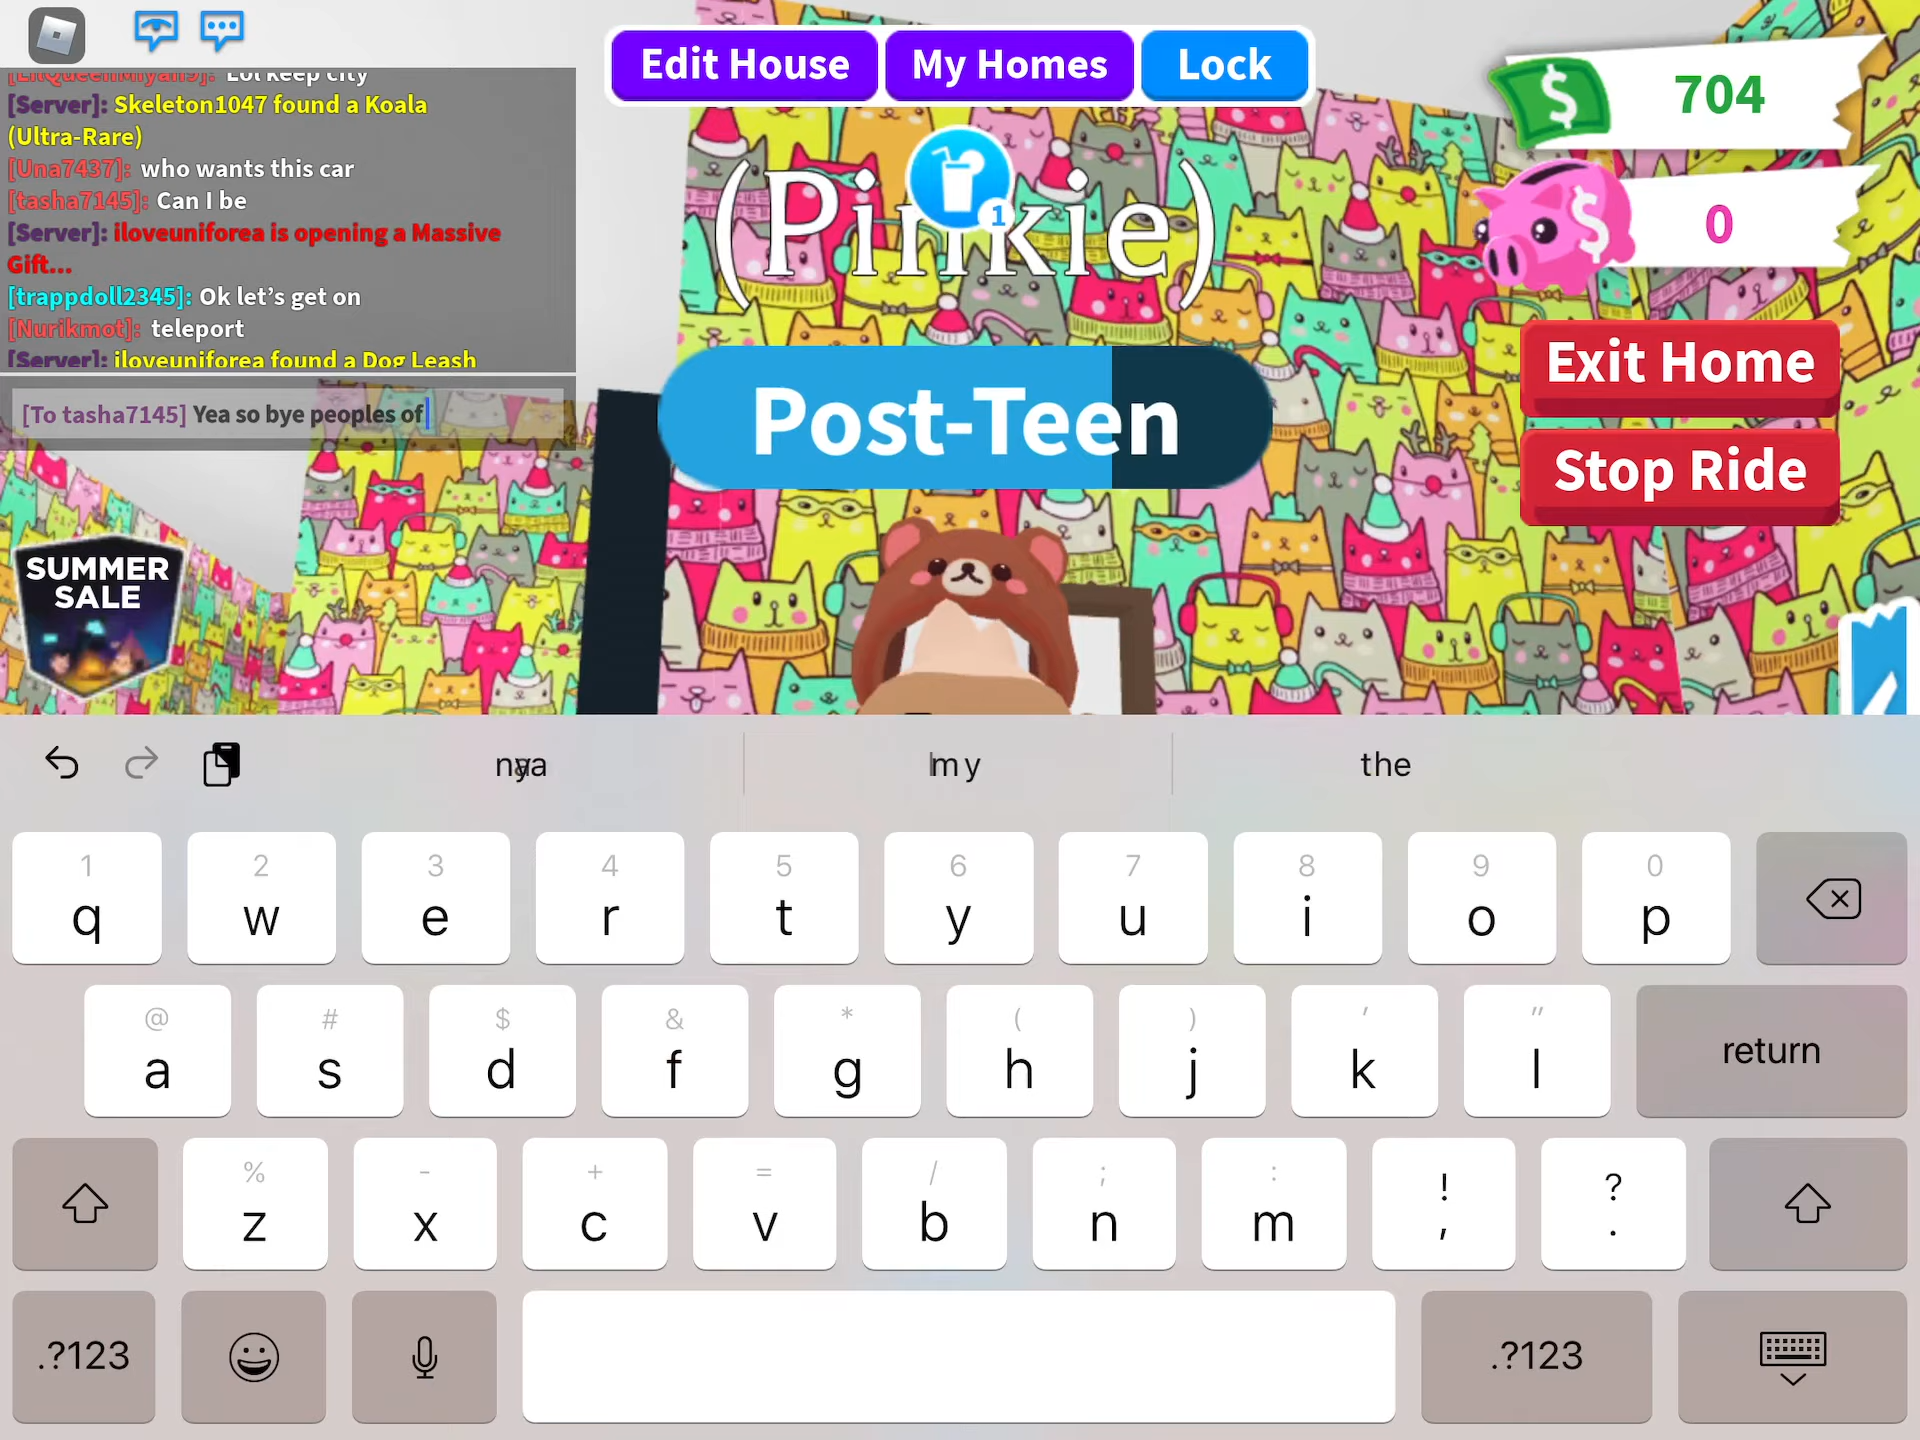 Lol keep city
[Server]: Skeleton1047 found a Koala
(Ultra-Rare)
[Una7437]: who wants this car
[tasha7145]: Can I be
[Server]: iloveuniforea is opening a Massive
Gift...
[trappdoll2345]: Ok let’s get on
[Nurikmot]: teleport
[Server]: iloveuniforea found a Dog Leash
[To tasha7145] Yea so bye peoples of
Edit House
My Homes
Lock
704
0
(Pinkie)
1
Post-Teen
Exit Home
Stop Ride
SUMMER
SALE
my
the
1 2 3 4 5 6 7 8 9 0
q w e r t y u i o p
@ # $ & * ( ) ' "
a s d f g h j k l return
% - + = / ; : ! ?
z x c v b n m , .
.?123 .?123